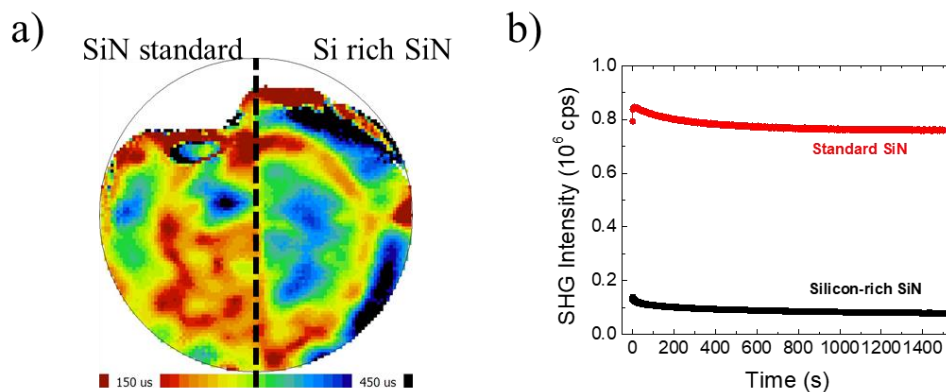 a)
SiN standard
Si rich SiN
150 us
450 us
b)
SHG Intensity (10^6 cps)
1.0
0.8
0.6
0.4
0.2
0.0
Standard SiN
Silicon-rich SiN
0 200 400 600 800 1000 1200 1400
Time (s)